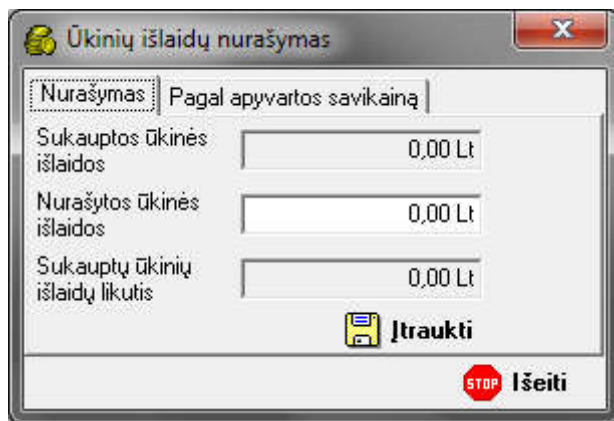 Ūkinių išlaidų nurašymas
Nurašymas Pagal apyvartos savikainą
Sukauptos ūkinės
išlaidos
0,00 Lt
Nurašytos ūkinės
išlaidos
0,00 Lt
Sukauptų ūkinių
išlaidų likutis
0,00 Lt
Įtraukti
STOP Išeiti